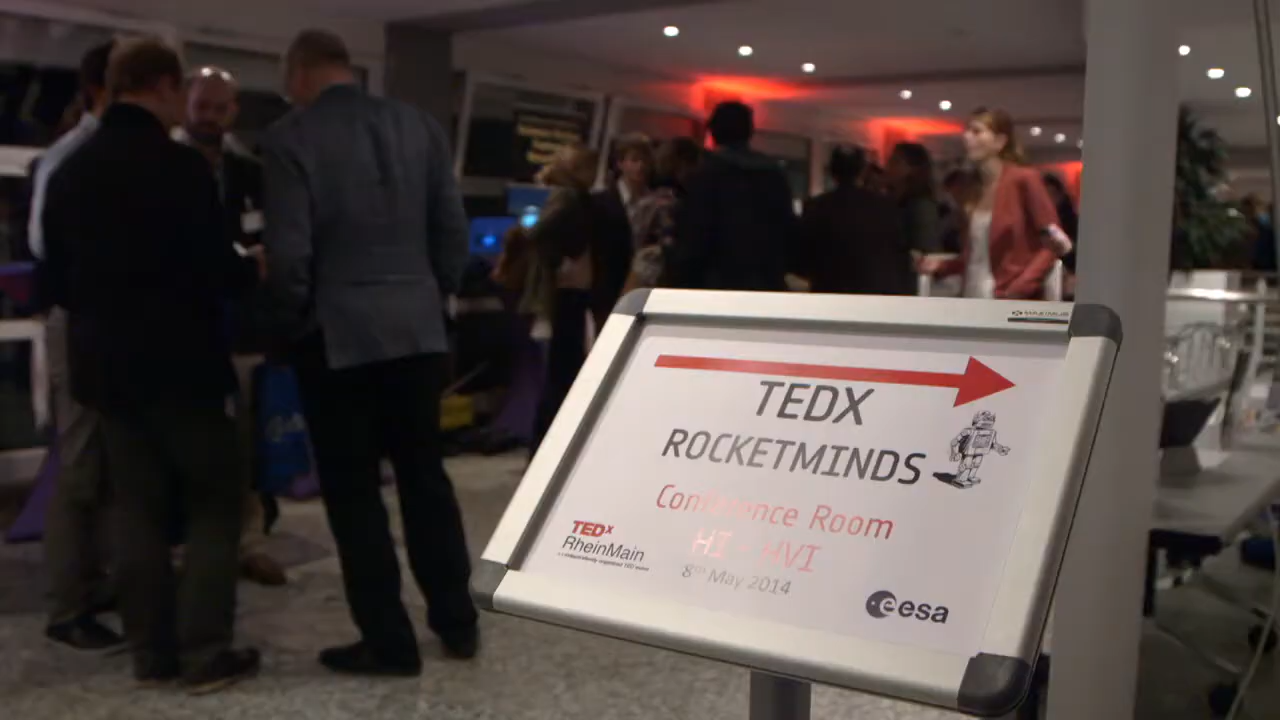 TEDX
ROCKETMINDS
Conference Room
HI - HVI
8th May 2014
TEDx
RheinMain
esa